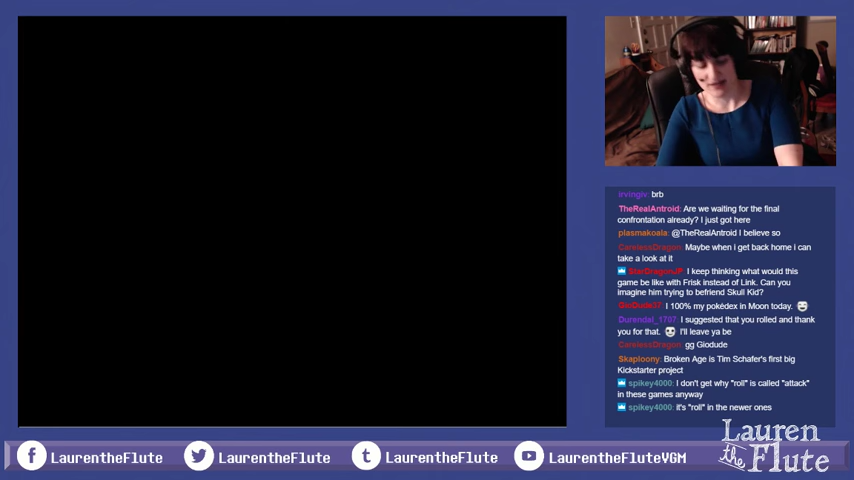 irvingiv: brb
TheRealAntroid: Are we waiting for the final
confrontation already? I just got here
plasmakoala: @TheRealAntroid I believe so
CarelessDragon: Maybe when i get back home i can
take a look at it
StarDragonJP: I keep thinking what would this
game be like with Frisk instead of Link. Can you
imagine him trying to befriend Skull Kid?
GioDude37: I 100% my pokédex in Moon today.
Durendal_1707: I suggested that you rolled and thank
you for that. I'll leave ya be
CarelessDragon: gg Giodude
Skaploony: Broken Age is Tim Schafer's first big
Kickstarter project
spikey4000: I don't get why "roll" is called "attack"
in these games anyway
spikey4000: it's "roll" in the newer ones
Lauren
the Flute
LaurentheFlute
LaurentheFlute
LaurentheFlute
LaurentheFluteVGM